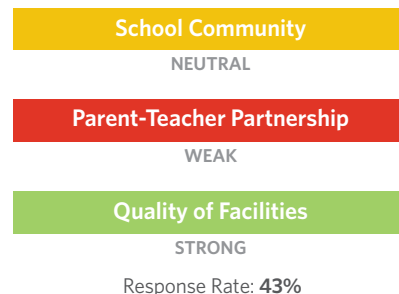 School Community
NEUTRAL
Parent-Teacher Partnership
WEAK
Quality of Facilities
STRONG
Response Rate: 43%